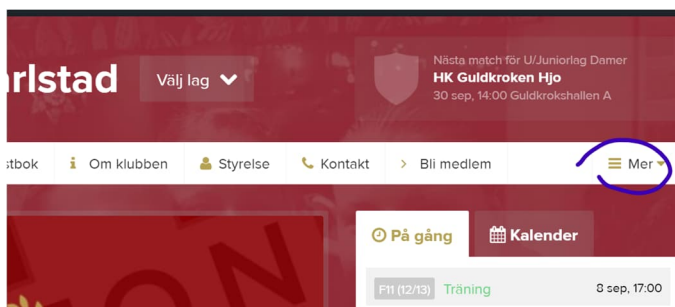 Nästa match för U/Juniorlag Damer
rlstad Välj lag HK Guldkroken Hjo
30 sep, 14:00 Guldkrokshallen A
stbok Om klubben Styrelse Kontakt Bli medlem Mer
På gång Kalender
ON
F11 (12/13) Träning 8 sep, 17:00